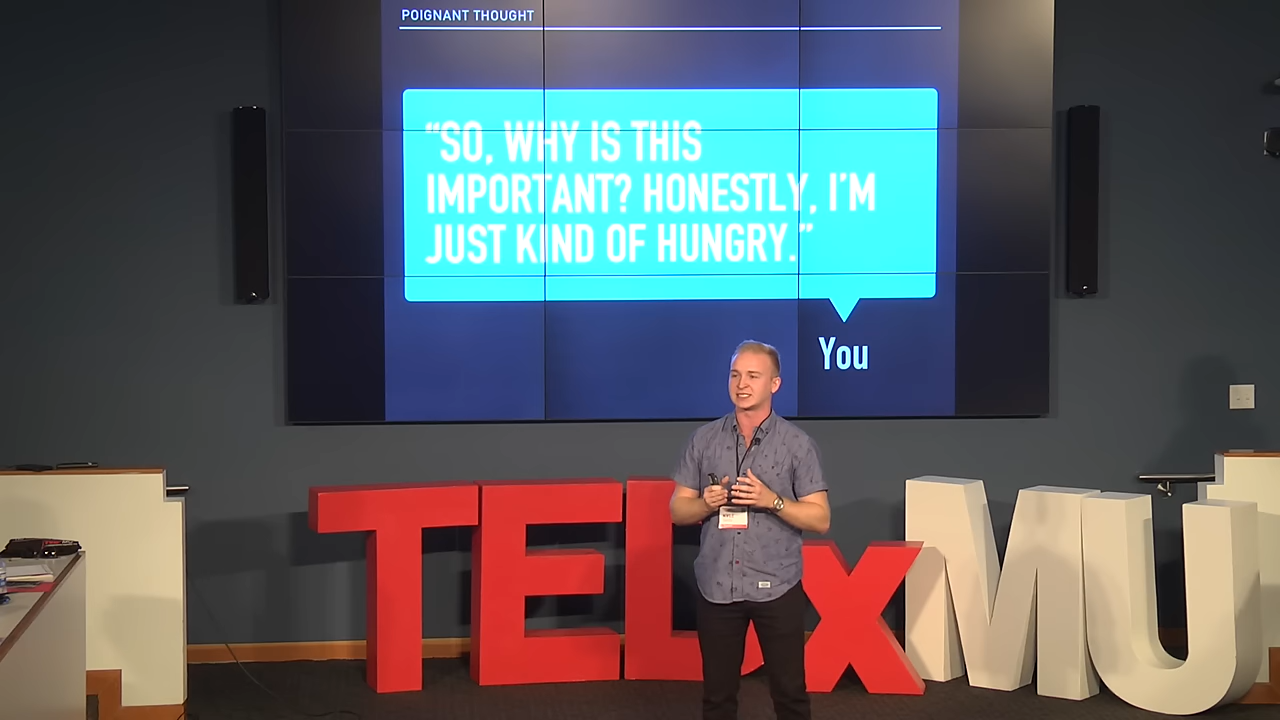 POIGNANT THOUGHT
“SO, WHY IS THIS
IMPORTANT? HONESTLY, I’M
JUST KIND OF HUNGRY.”
You
TEDxMU